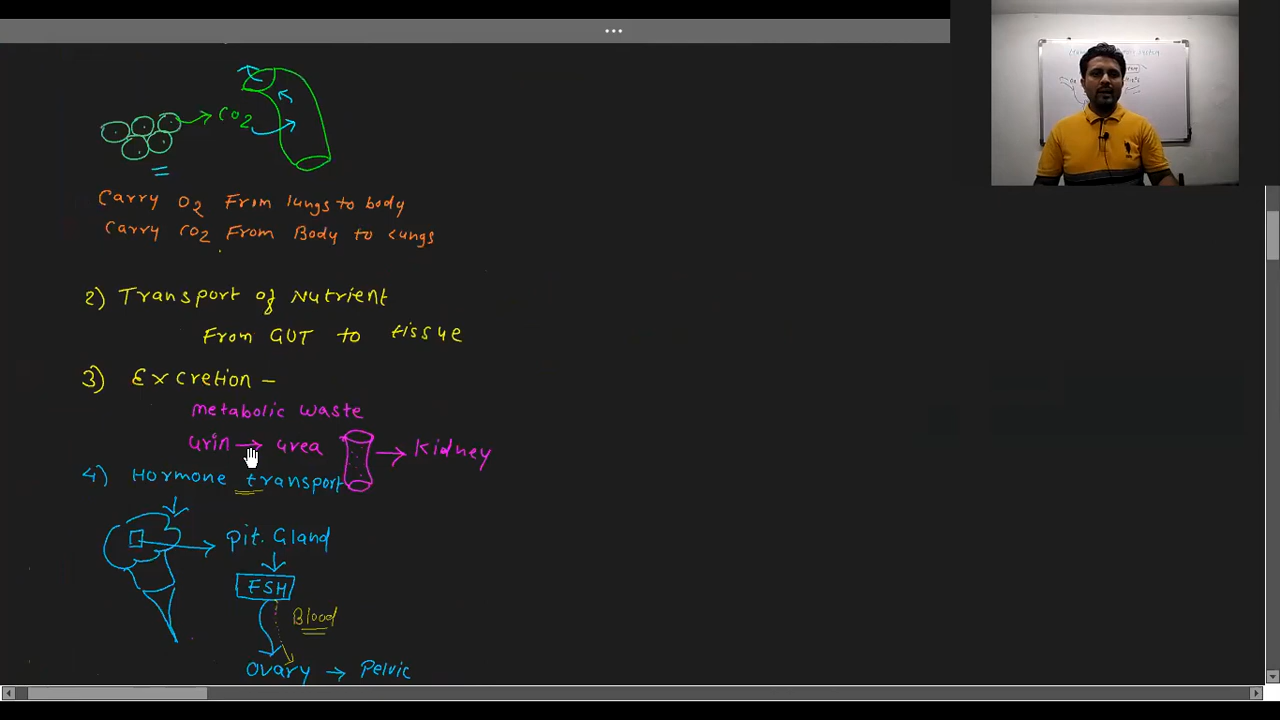 CO2
Carry O2 From lungs to body
Carry CO2 From Body to Lungs
2) Transport of Nutrient
From GUT to tissue
3) Excretion -
metabolic waste
urin → urea → Kidney
4) Hormone transport
Pit. Gland
FSH
Blood
Ovary → Pelvic